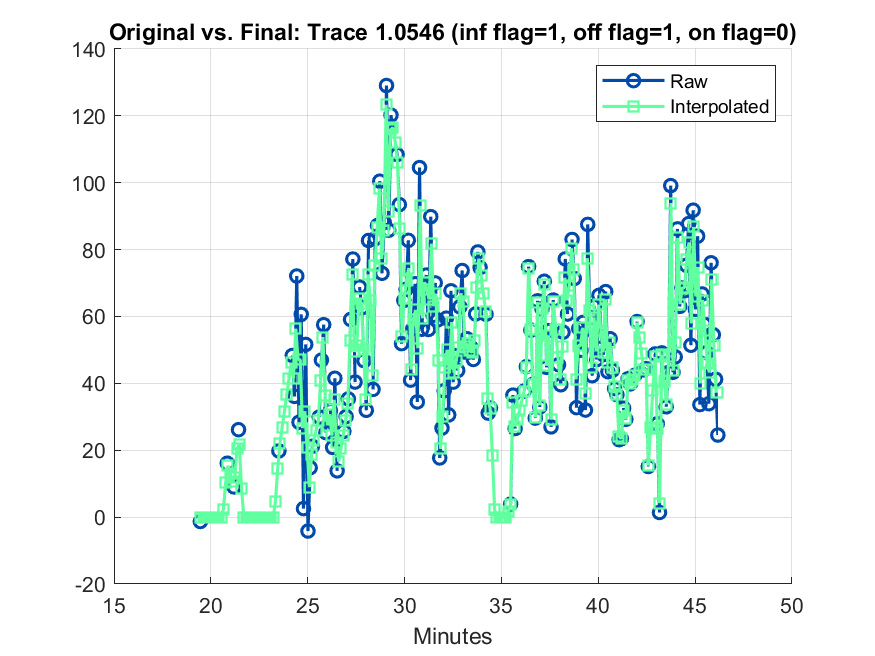 Original vs. Final: Trace 1.0546 (inf flag=1, off flag=1, on flag=0)
140
120
100
80
60
40
20
0
-20
Raw
Interpolated
15 20 25 30 35 40 45 50
Minutes